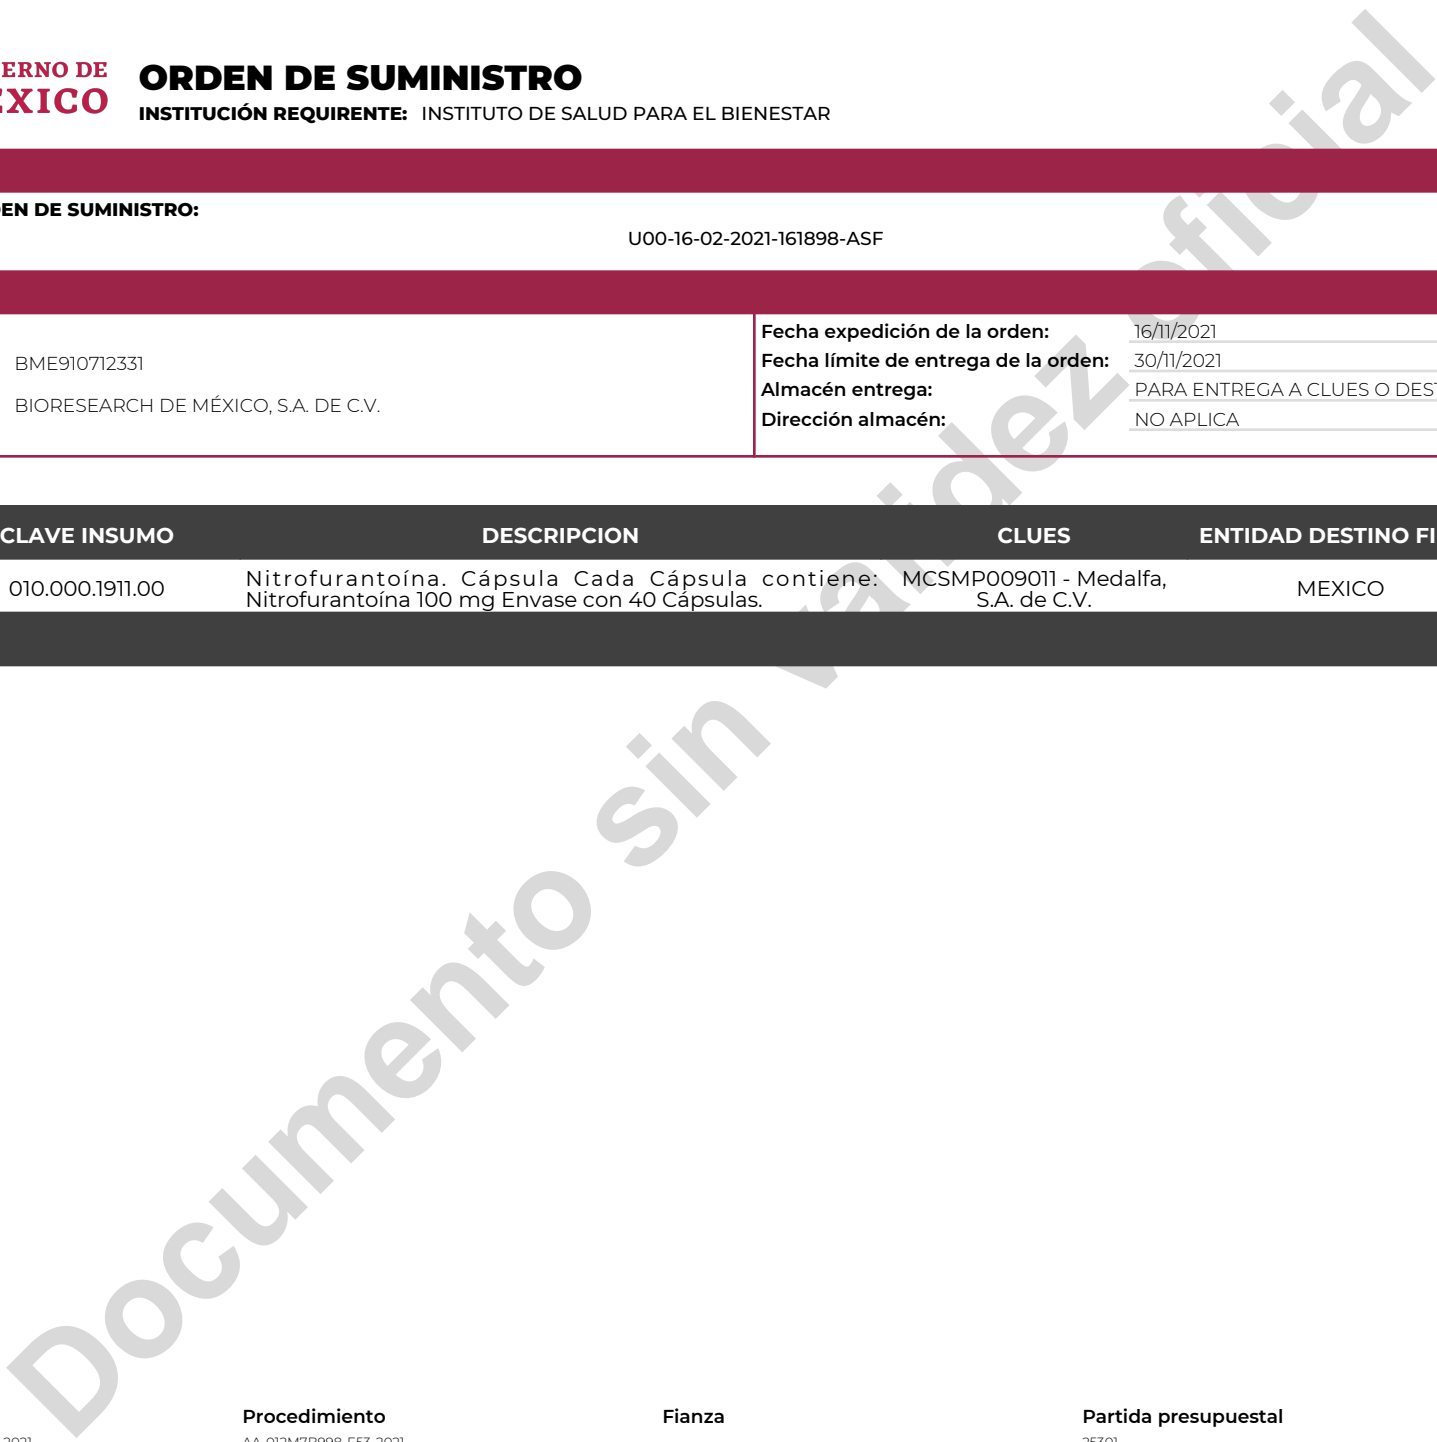 ERNO DE
ÉXICO
ORDEN DE SUMINISTRO
INSTITUCIÓN REQUIRENTE: INSTITUTO DE SALUD PARA EL BIENESTAR
EN DE SUMINISTRO:
U00-16-02-2021-161898-ASF
BME910712331
BIORESEARCH DE MÉXICO, S.A. DE C.V.
Fecha expedición de la orden: 16/11/2021
Fecha límite de entrega de la orden: 30/11/2021
Almacén entrega: PARA ENTREGA A CLUES O DEST
Dirección almacén: NO APLICA
CLAVE INSUMO DESCRIPCION CLUES ENTIDAD DESTINO FI
010.000.1911.00
Nitrofurantoína. Cápsula Cada Cápsula contiene:
Nitrofurantoína 100 mg Envase con 40 Cápsulas.
MCSMP009011 - Medalfa,
S.A. de C.V.
MEXICO
Documento sin validez oficial
Procedimiento Fianza Partida presupuestal